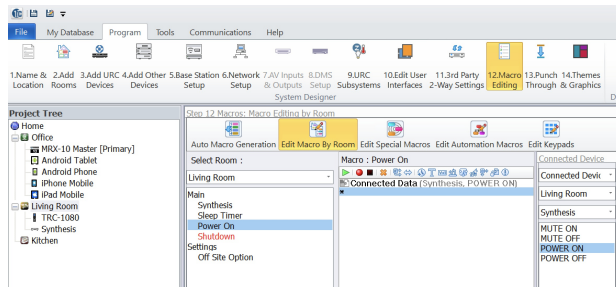 File My Database Program Tools Communications Help
1.Name & Location 2.Add Rooms 3.Add URC Devices 4.Add Other Devices 5.Base Station Setup 6.Network Setup 7.AV Inputs & Outputs 8.DMS Setup 9.URC Subsystems 10.Edit User Interfaces 11.3rd Party 2-Way Settings 12.Macro Editing 13.Punch Through 14.Themes & Graphics
System Designer
Project Tree
Home
Office
MRX-10 Master [Primary]
Android Tablet
Android Phone
iPhone Mobile
iPad Mobile
Living Room
TRC-1080
Synthesis
Kitchen
Step 12 Macros: Macro Editing by Room
Auto Macro Generation Edit Macro By Room Edit Special Macros Edit Automation Macros Edit Keypads
Select Room :
Living Room
Main
Synthesis
Sleep Timer
Power On
Shutdown
Settings
Off Site Option
Macro : Power On
Connected Data (Synthesis, POWER ON)
Connected Device
Connected Devic
Living Room
Synthesis
MUTE ON
MUTE OFF
POWER ON
POWER OFF